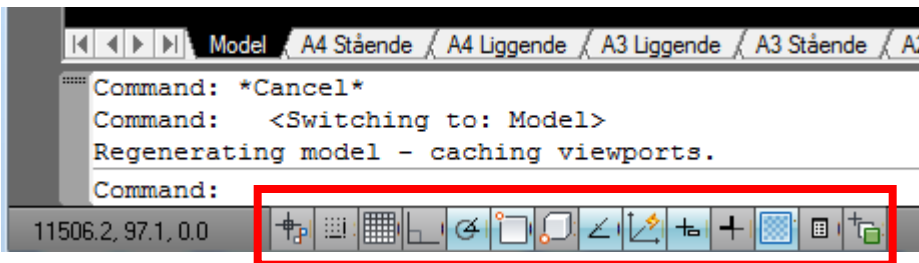 Model A4 Stående A4 Liggende A3 Liggende A3 Stående A2
Command: *Cancel*
Command: <Switching to: Model>
Regenerating model - caching viewports.
Command:
11506.2, 97.1, 0.0